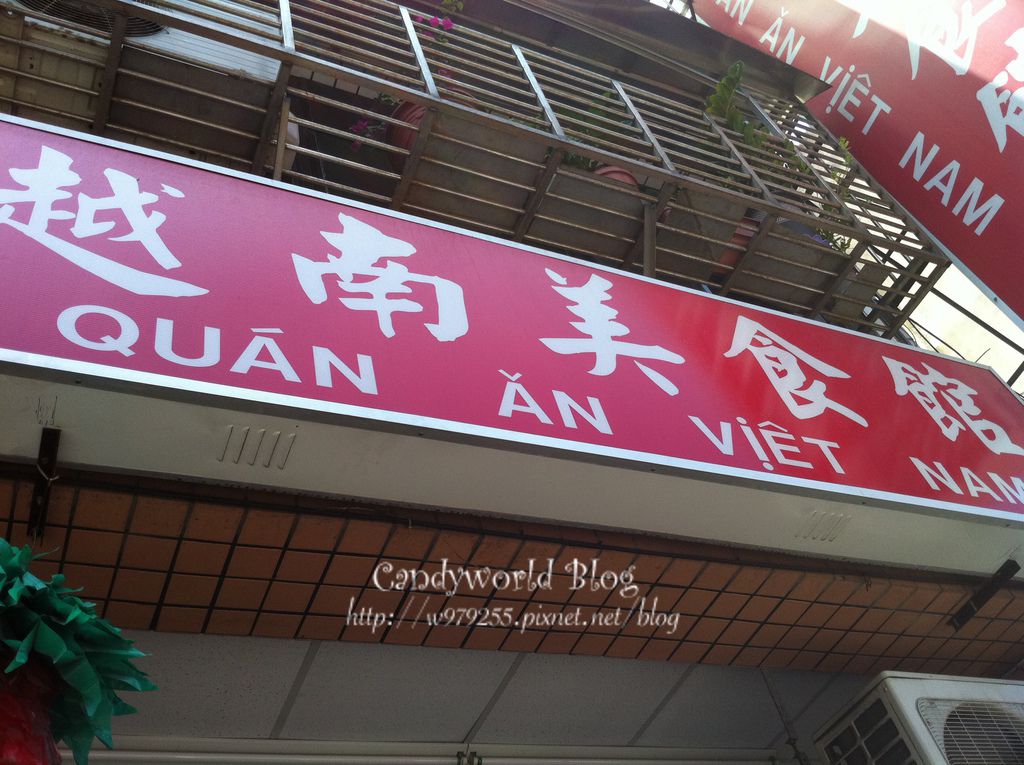 越南美食館
QUÁN ĂN VIỆT NAM
ĂN VIỆT NAM
Candyworld Blog
http://w979255.pixnet.net/blog